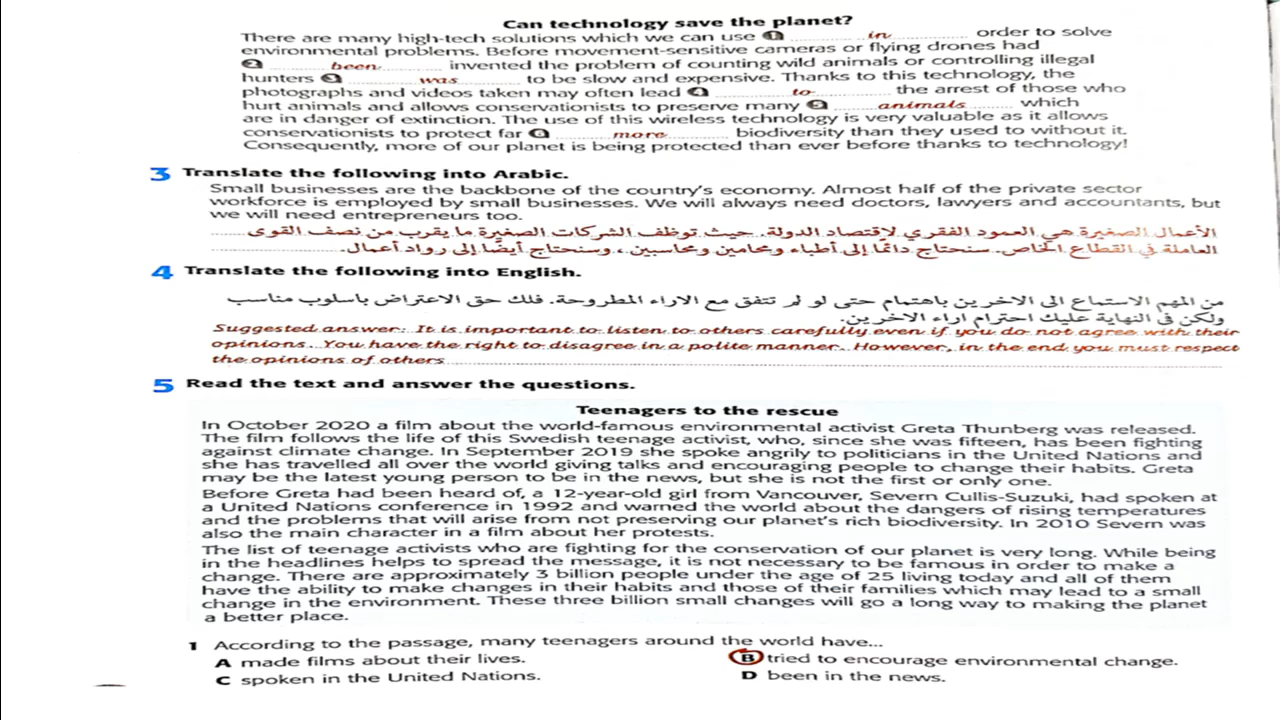 Can technology save the planet?
There are many high-tech solutions which we can use 1 in order to solve
environmental problems. Before movement-sensitive cameras or flying drones had
2 been invented the problem of counting wild animals or controlling illegal
hunters 3 was to be slow and expensive. Thanks to this technology, the
photographs and videos taken may often lead 4 to the arrest of those who
hurt animals and allows conservationists to preserve many 5 animals which
are in danger of extinction. The use of this wireless technology is very valuable as it allows
conservationists to protect far 6 more biodiversity than they used to without it.
Consequently, more of our planet is being protected than ever before thanks to technology!
3 Translate the following into Arabic.
Small businesses are the backbone of the country's economy. Almost half of the private sector
workforce is employed by small businesses. We will always need doctors, lawyers and accountants, but
we will need entrepreneurs too.
الأعمال الصغيرة هي العمود الفقري لاقتصاد الدولة. حيث توظف الشركات الصغيرة ما يقرب من نصف القوى
العاملة في القطاع الخاص. سنحتاج دائمًا إلى أطباء ومحامين ومحاسبين ، وسنحتاج أيضًا إلى رواد أعمال.
4 Translate the following into English.
من المهم الاستماع الى الاخرين باهتمام حتى لو لم تتفق مع الاراء المطروحة. فلك حق الاعتراض باسلوب مناسب
ولكن فى النهاية عليك احترام اراء الاخرين.
Suggested answer: It is important to listen to others carefully even if you do not agree with their
opinions. You have the right to disagree in a polite manner. However, in the end you must respect
the opinions of others
5 Read the text and answer the questions.
Teenagers to the rescue
In October 2020 a film about the world-famous environmental activist Greta Thunberg was released.
The film follows the life of this Swedish teenage activist, who, since she was fifteen, has been fighting
against climate change. In September 2019 she spoke angrily to politicians in the United Nations and
she has travelled all over the world giving talks and encouraging people to change their habits. Greta
may be the latest young person to be in the news, but she is not the first or only one.
Before Greta had been heard of, a 12-year-old girl from Vancouver, Severn Cullis-Suzuki, had spoken at
a United Nations conference in 1992 and warned the world about the dangers of rising temperatures
and the problems that will arise from not preserving our planet's rich biodiversity. In 2010 Severn was
also the main character in a film about her protests.
The list of teenage activists who are fighting for the conservation of our planet is very long. While being
in the headlines helps to spread the message, it is not necessary to be famous in order to make a
change. There are approximately 3 billion people under the age of 25 living today and all of them
have the ability to make changes in their habits and those of their families which may lead to a small
change in the environment. These three billion small changes will go a long way to making the planet
a better place.
1 According to the passage, many teenagers around the world have...
A made films about their lives. B tried to encourage environmental change.
C spoken in the United Nations. D been in the news.